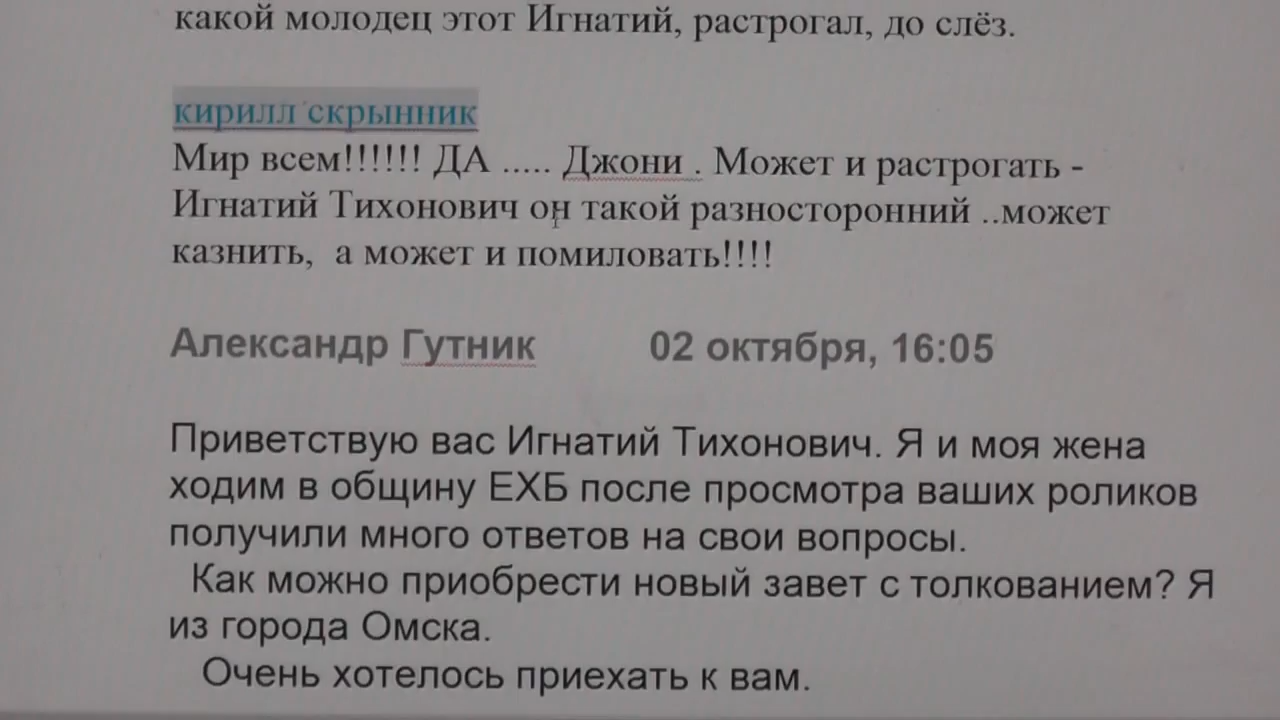 какой молодец этот Игнатий, растрогал, до слёз.
кирилл скрынник
Мир всем!!!!!! ДА ..... Джони . Может и растрогать -
Игнатий Тихонович он такой разносторонний ..может
казнить,  а может и помиловать!!!!
Александр Гутник 02 октября, 16:05
Приветствую вас Игнатий Тихонович. Я и моя жена
ходим в общину ЕХБ после просмотра ваших роликов
получили много ответов на свои вопросы.
Как можно приобрести новый завет с толкованием? Я
из города Омска.
Очень хотелось приехать к вам.